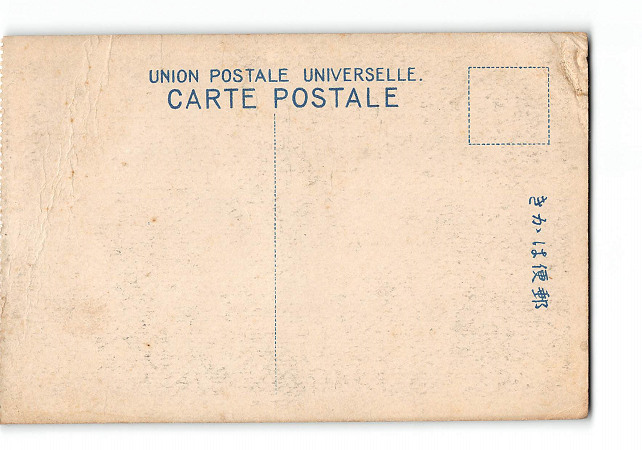 UNION POSTALE UNIVERSELLE.
CARTE POSTALE
郵便はかき